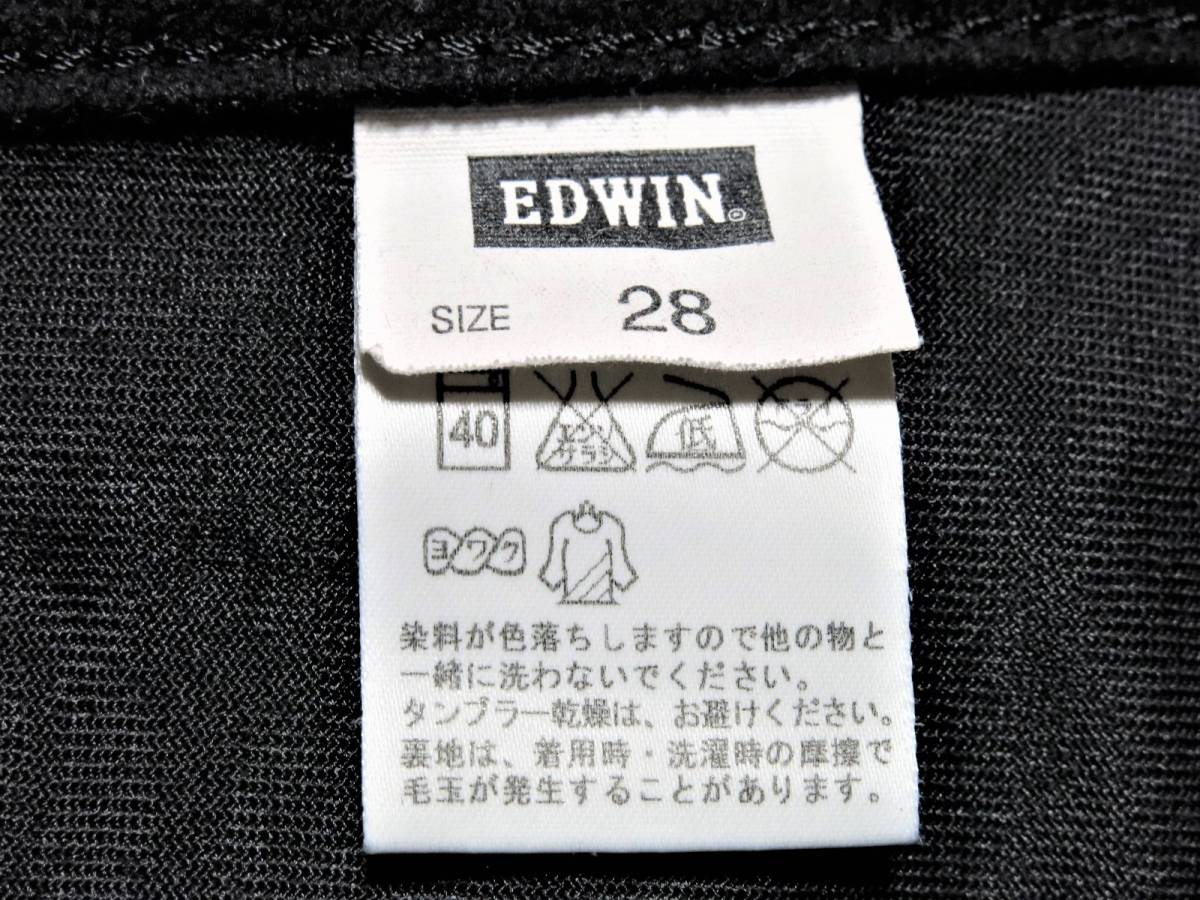 EDWIN
SIZE 28
40 エンソサラシ 低
ヨワク
染料が色落ちしますので他の物と
一緒に洗わないでください。
タンブラー乾燥は、お避けください。
裏地は、着用時・洗濯時の摩擦で
毛玉が発生することがあります。